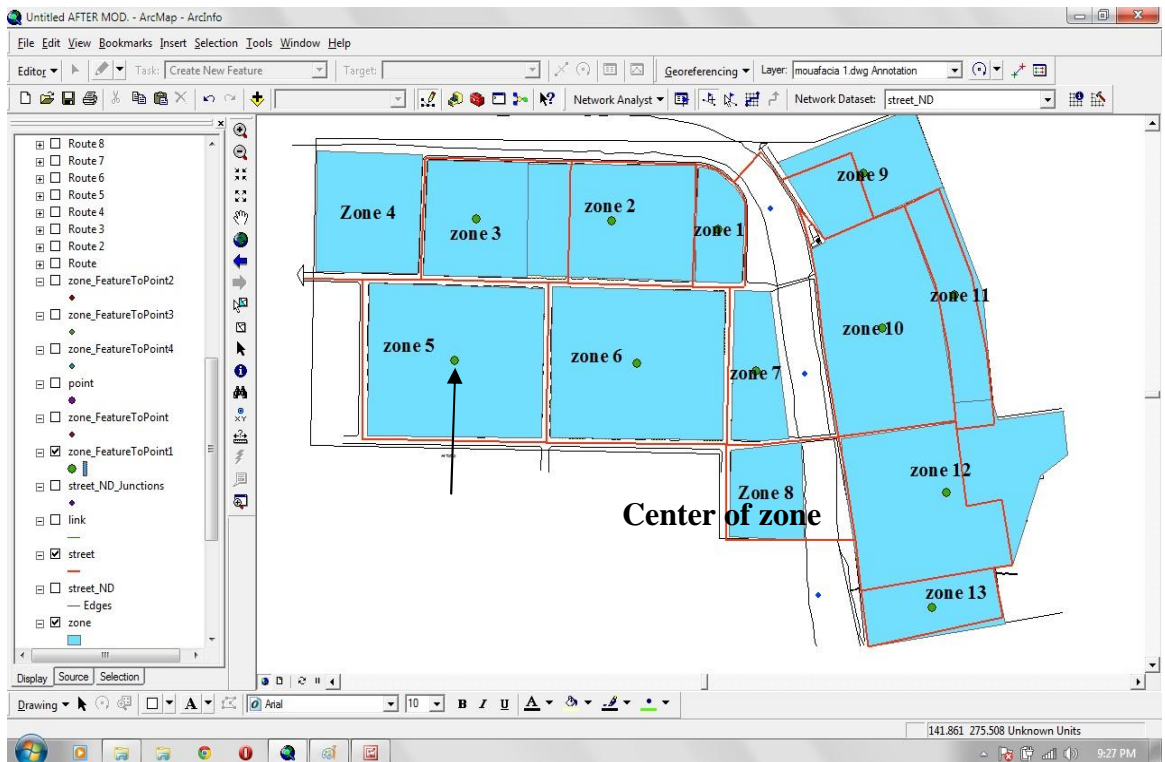 Untitled AFTER MOD. - ArcMap - ArcInfo
File Edit View Bookmarks Insert Selection Tools Window Help
Editor Task: Create New Feature Target: Georeferencing Layer: mouafacia 1.dwg Annotation
Network Analyst Network Dataset: street_ND
Route 8
Route 7
Route 6
Route 5
Route 4
Route 3
Route 2
Route
zone_FeatureToPoint2
zone_FeatureToPoint3
zone_FeatureToPoint4
point
zone_FeatureToPoint
zone_FeatureToPoint1
street_ND_Junctions
link
street
street_ND
Edges
zone
Display Source Selection
zone 9
Zone 4
zone 3
zone 2
zone 1
zone 11
zone 10
zone 5
zone 6
zone 7
zone 12
Zone 8
Center of zone
zone 13
Drawing A Arial 10 B I U A
141.861 275.508 Unknown Units
9:27 PM